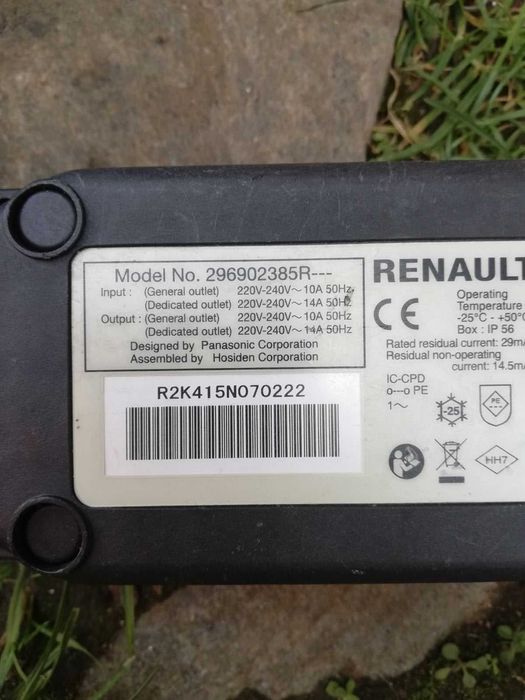 Model No. 296902385R---
Input : (General outlet) 220V-240V～10A 50Hz
(Dedicated outlet) 220V-240V～14A 50Hz
Output : (General outlet) 220V-240V～10A 50Hz
(Dedicated outlet) 220V-240V～14A 50Hz
Designed by Panasonic Corporation
Assembled by Hosiden Corporation
R2K415N070222
RENAULT
CE
Operating
Temperature
-25°C - +50°
Box : IP 56
Rated residual current: 29m
Residual non-operating
current: 14.5m
IC-CPD
o---o PE
1～
-25
PE
HH7